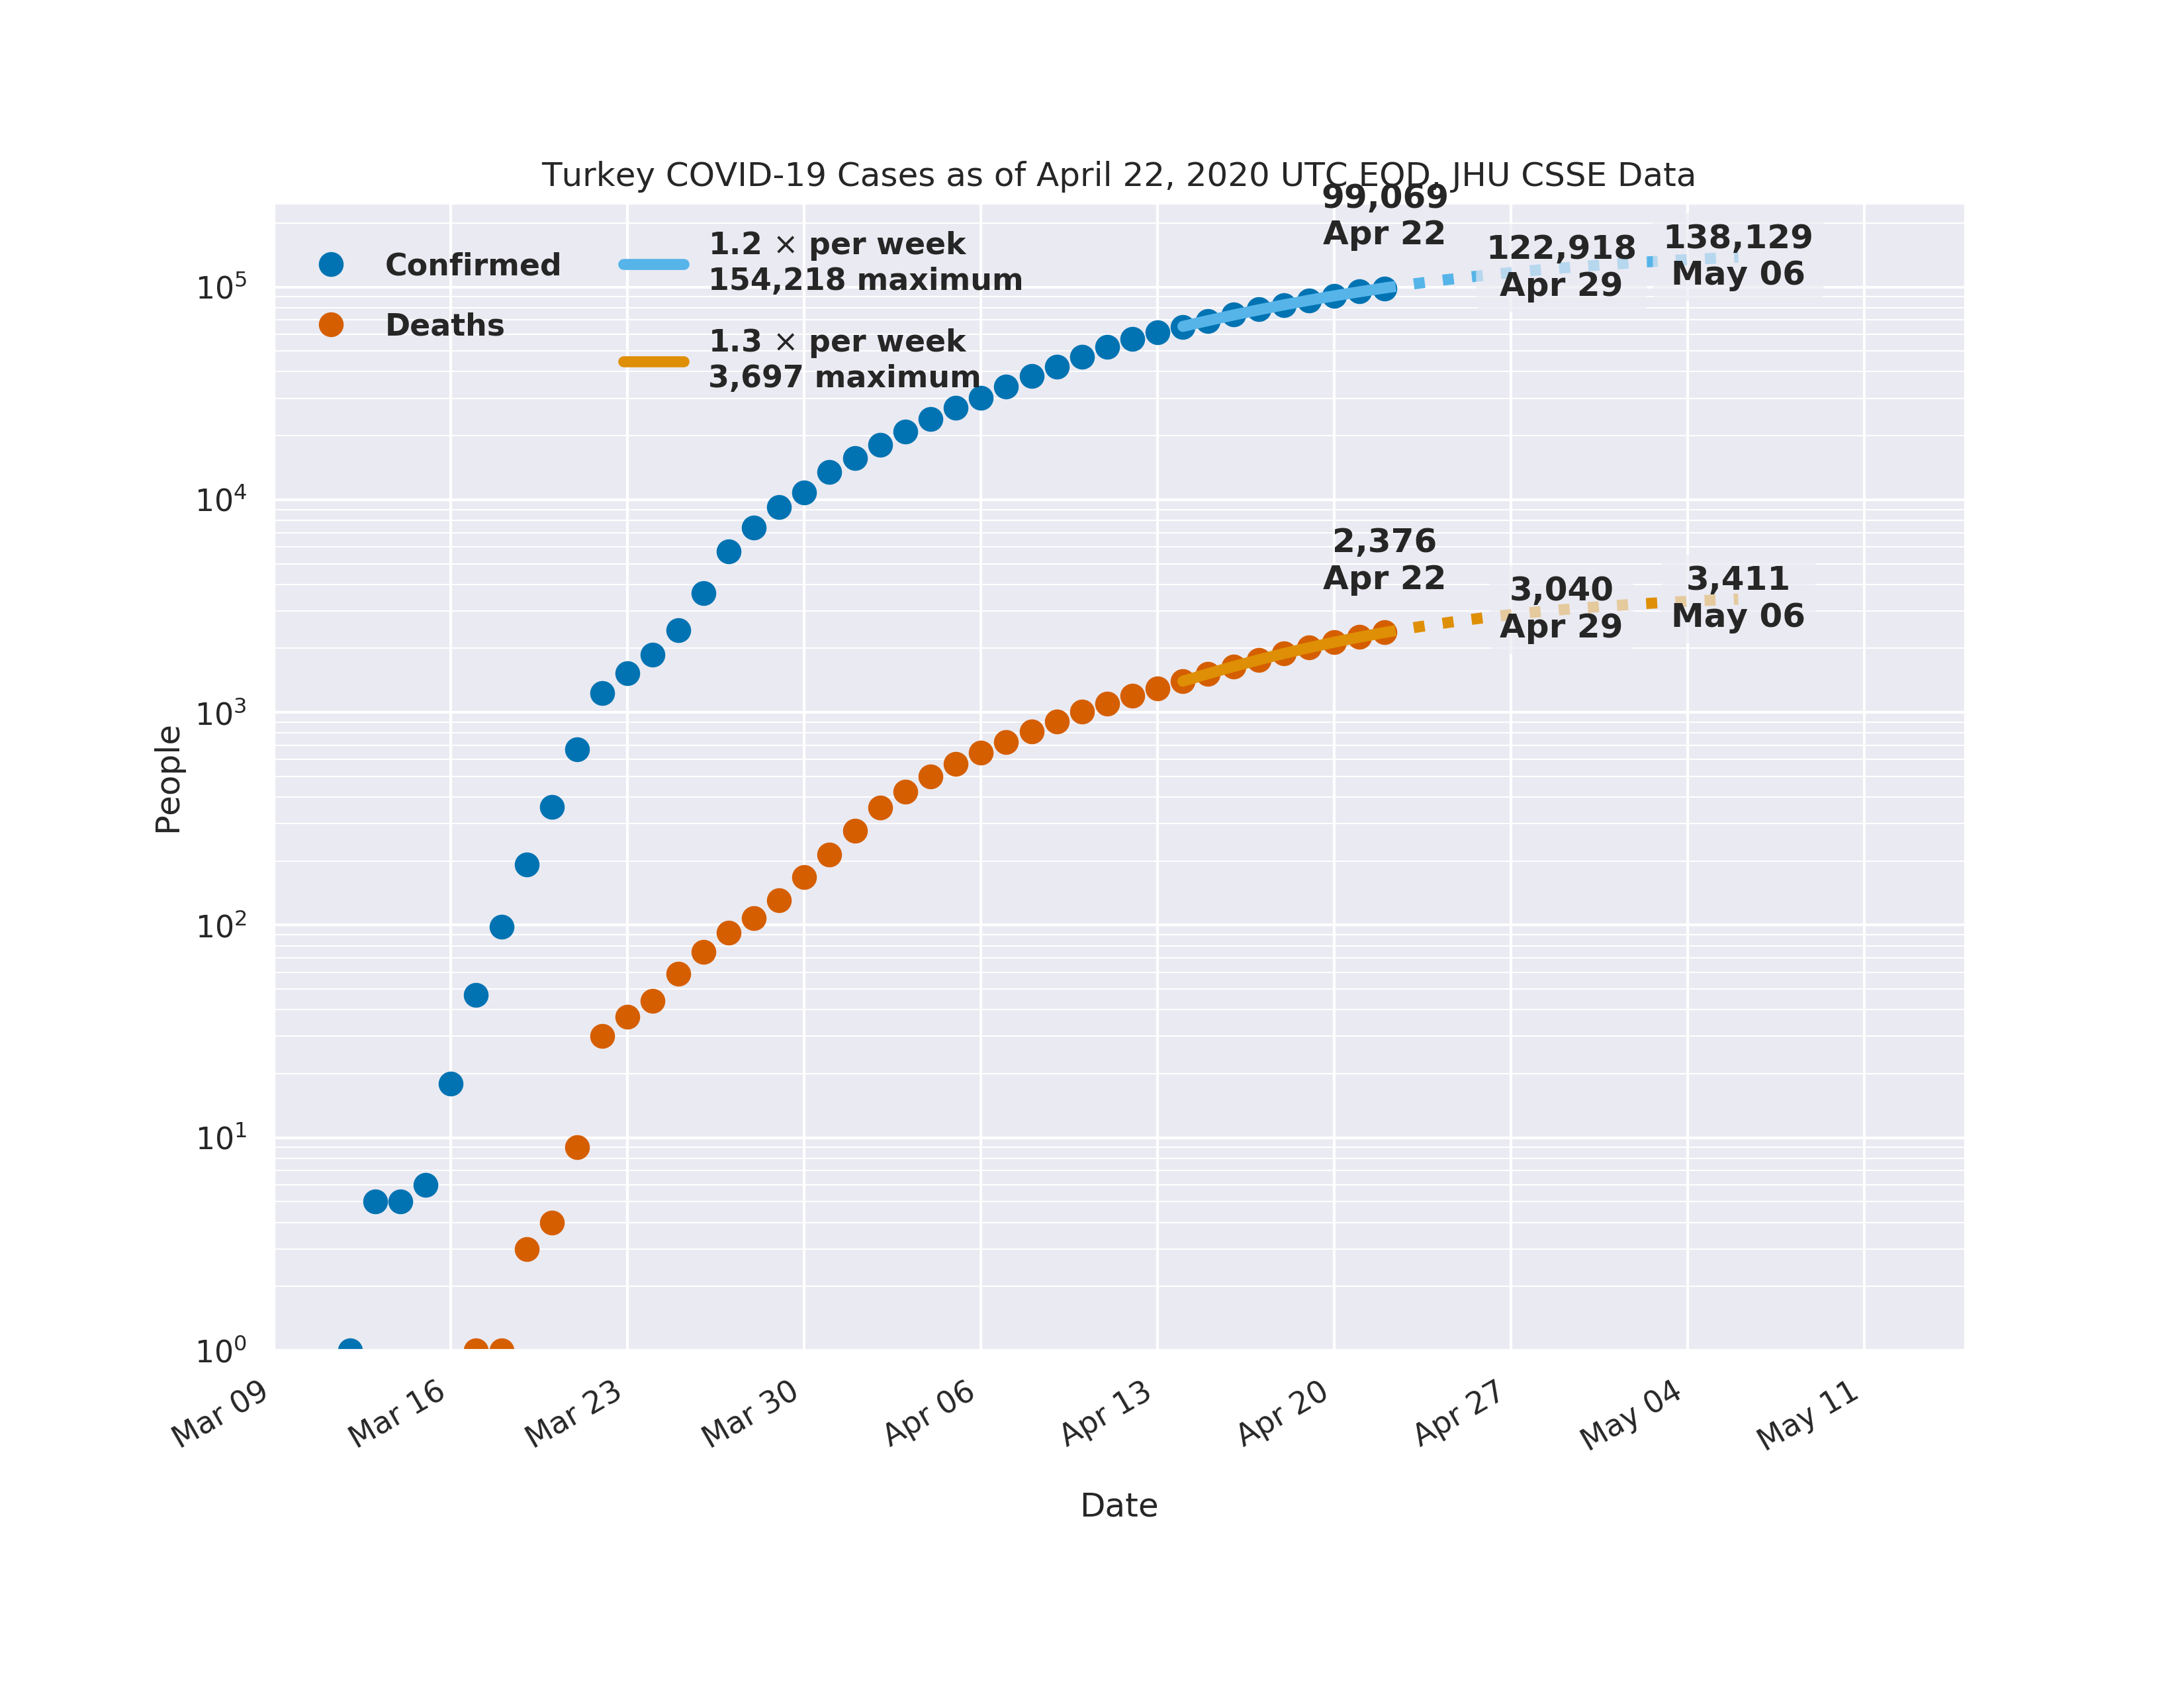 Turkey COVID-19 Cases as of April 22, 2020 UTC EOD, JHU CSSE Data
Confirmed
Deaths
1.2 × per week
154,218 maximum
1.3 × per week
3,697 maximum
99,069
Apr 22
122,918
Apr 29
138,129
May 06
2,376
Apr 22
3,040
Apr 29
3,411
May 06
People
10⁵
10⁴
10³
10²
10¹
10⁰
Mar 09
Mar 16
Mar 23
Mar 30
Apr 06
Apr 13
Apr 20
Apr 27
May 04
May 11
Date